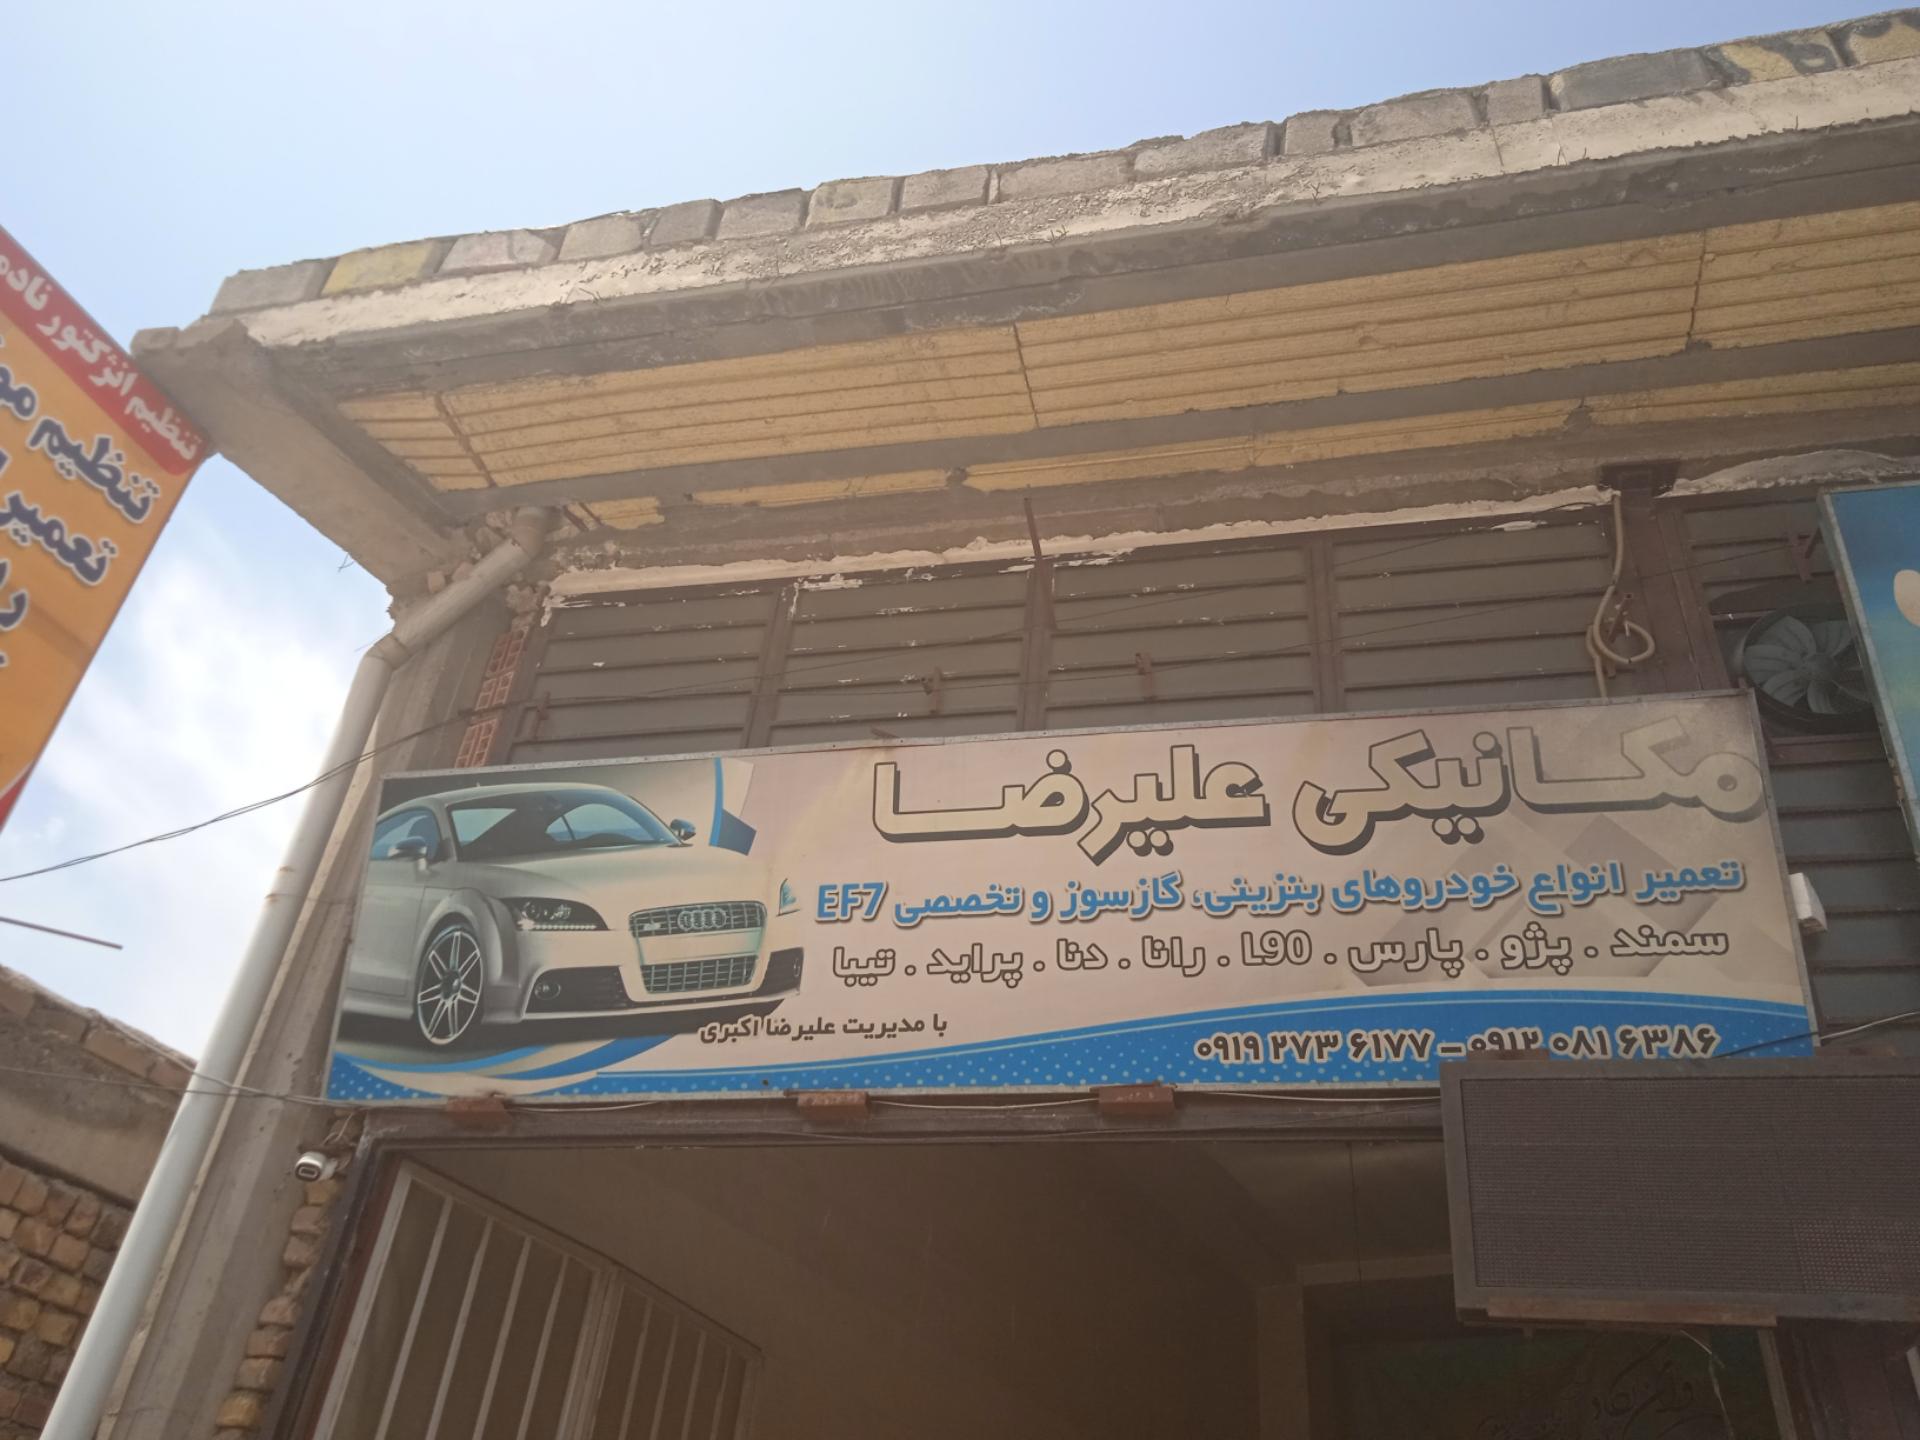 مکانیکی علیرضا
تعمیر انواع خودروهای بنزینی، گازسوز و تخصصی EF7
سمند . پژو . پارس . L90 . رانا . دنا . پراید . تیبا
با مدیریت علیرضا اکبری
۰۹۱۹ ۲۷۳ ۶۱۷۷ - ۰۹۱۲ ۰۸۱ ۶۳۸۶
تنظیم انژکتور
تنظیم
تعمیر